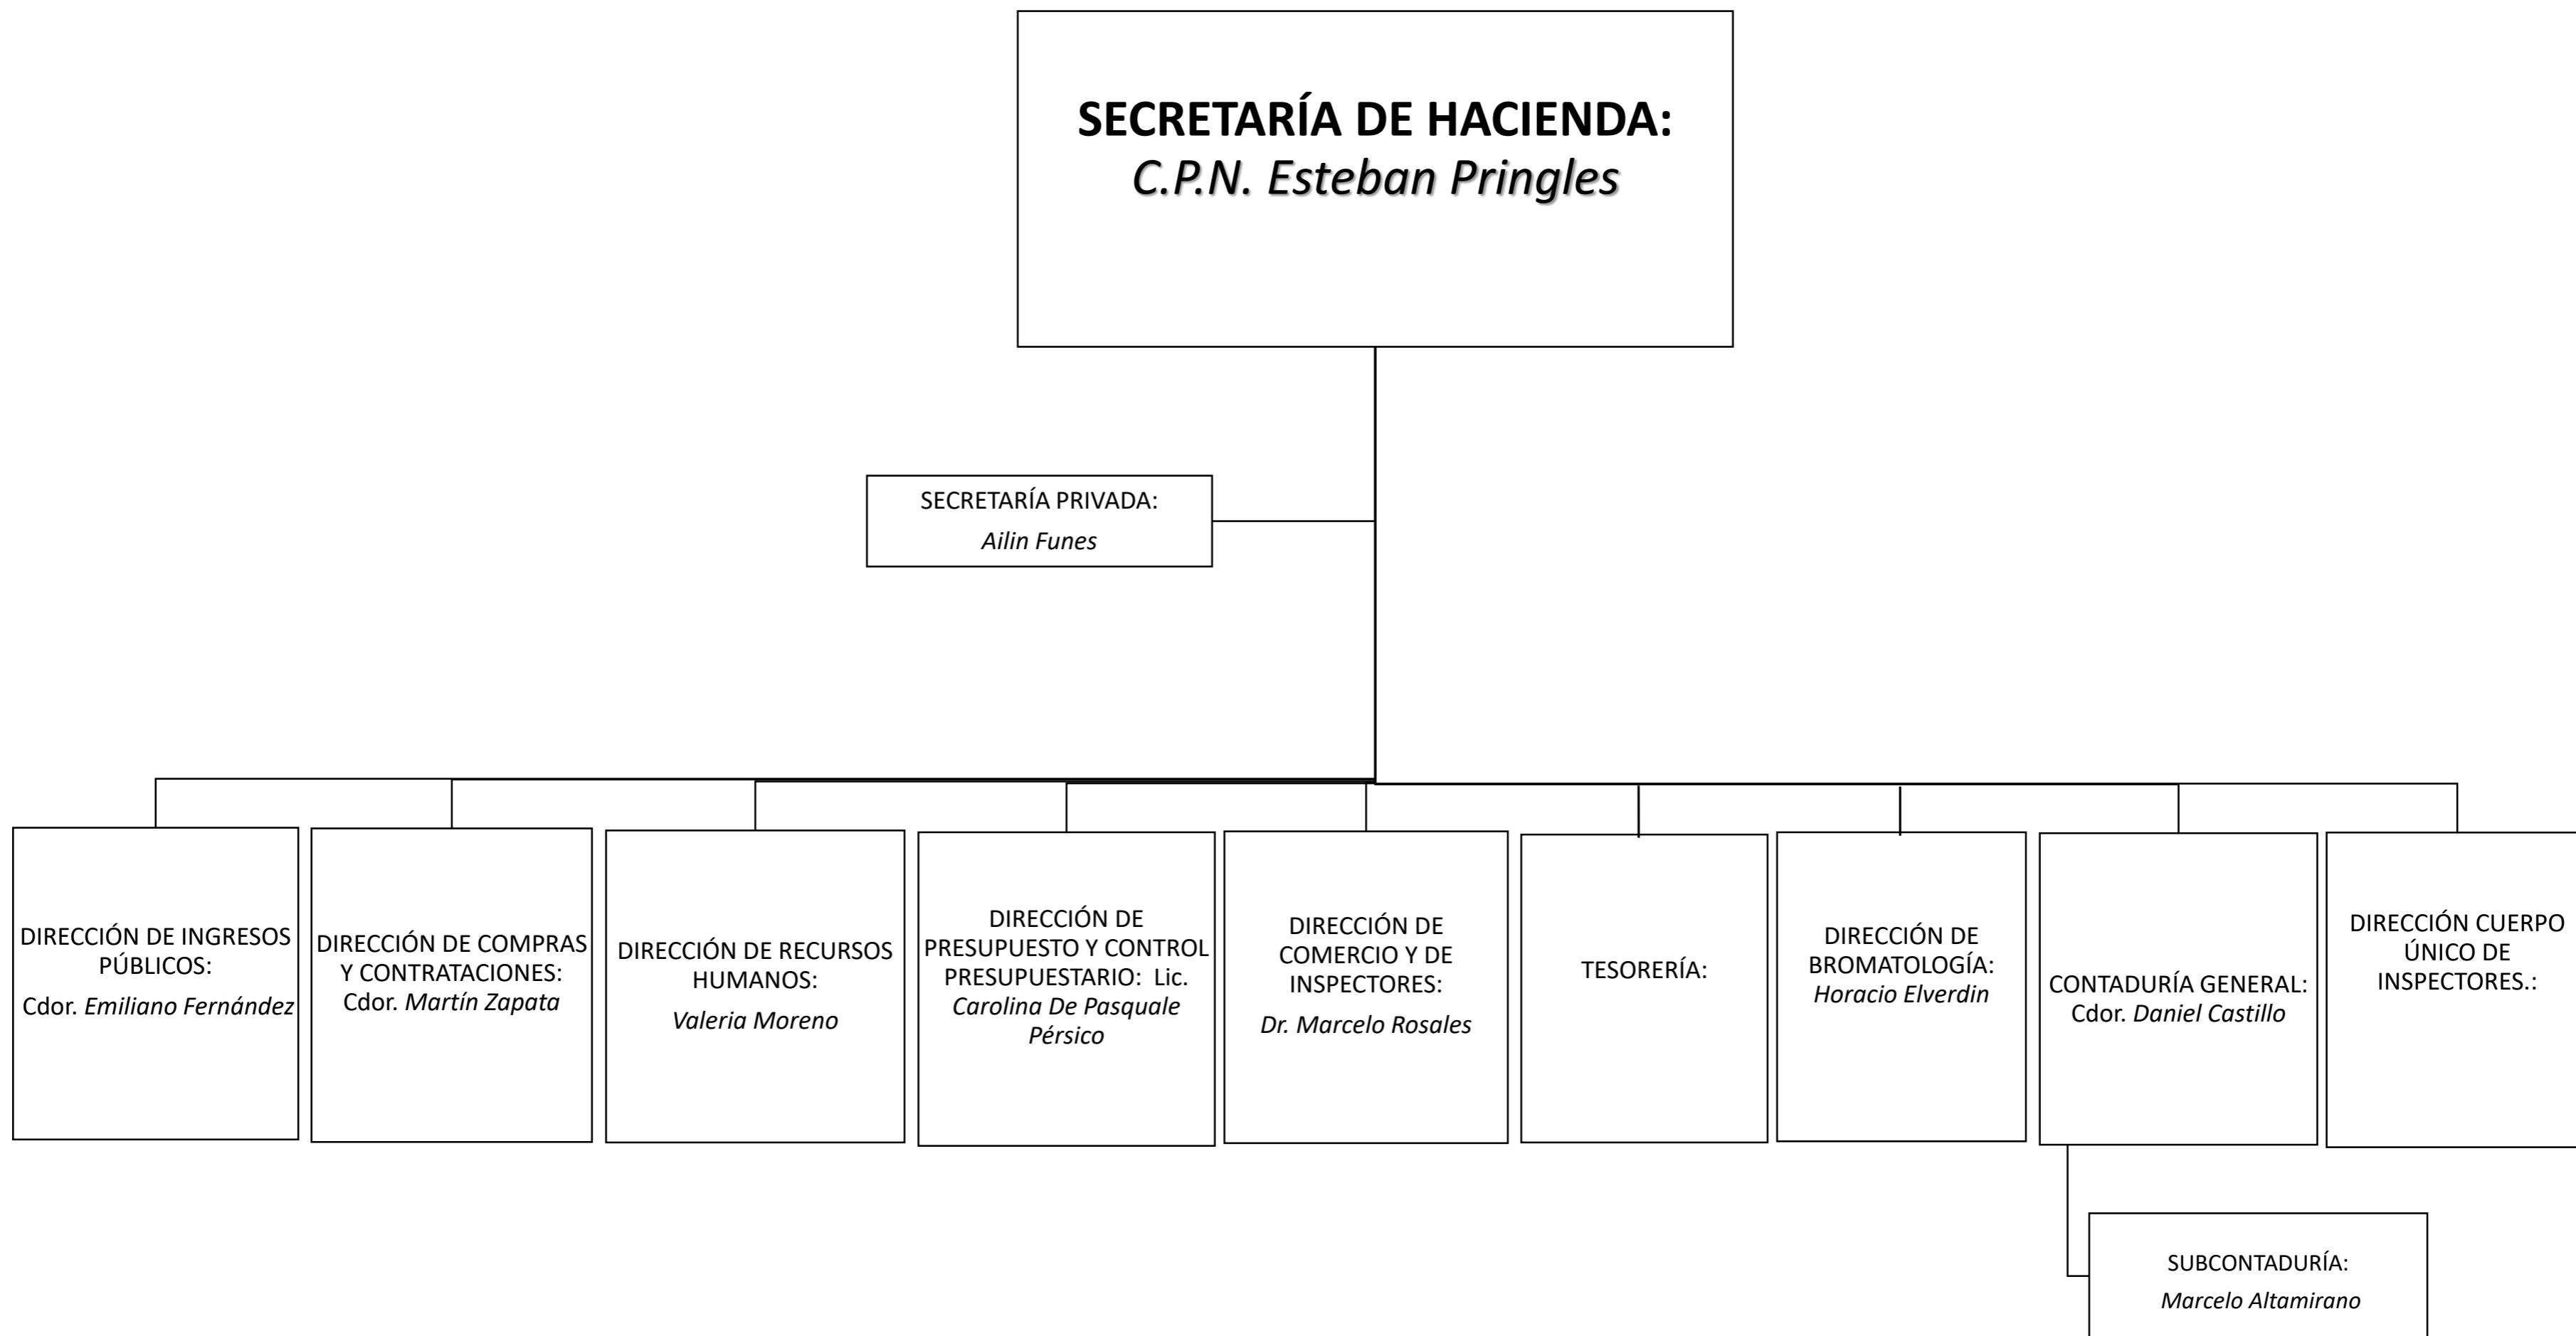 SECRETARÍA DE HACIENDA:
C.P.N. Esteban Pringles
SECRETARÍA PRIVADA:
Ailin Funes
DIRECCIÓN DE INGRESOS
PÚBLICOS:
Cdor. Emiliano Fernández
DIRECCIÓN DE COMPRAS
Y CONTRATACIONES:
Cdor. Martín Zapata
DIRECCIÓN DE RECURSOS
HUMANOS:
Valeria Moreno
DIRECCIÓN DE
PRESUPUESTO Y CONTROL
PRESUPUESTARIO: Lic.
Carolina De Pasquale
Pérsico
DIRECCIÓN DE
COMERCIO Y DE
INSPECTORES:
Dr. Marcelo Rosales
TESORERÍA:
DIRECCIÓN DE
BROMATOLOGÍA:
Horacio Elverdin
CONTADURÍA GENERAL:
Cdor. Daniel Castillo
DIRECCIÓN CUERPO
ÚNICO DE
INSPECTORES.:
SUBCONTADURÍA:
Marcelo Altamirano